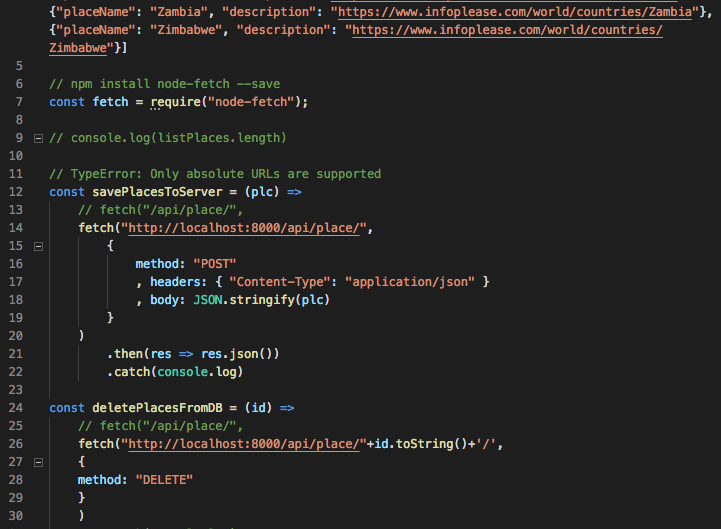 {"placeName": "Zambia", "description": "https://www.infoplease.com/world/countries/Zambia"},
{"placeName": "Zimbabwe", "description": "https://www.infoplease.com/world/countries/
Zimbabwe"}]
5
6 // npm install node-fetch --save
7 const fetch = require("node-fetch");
8
9 // console.log(listPlaces.length)
10
11 // TypeError: Only absolute URLs are supported
12 const savePlacesToServer = (plc) =>
13 // fetch("/api/place/",
14 fetch("http://localhost:8000/api/place/",
15 {
16 method: "POST"
17 , headers: { "Content-Type": "application/json" }
18 , body: JSON.stringify(plc)
19 }
20 )
21 .then(res => res.json())
22 .catch(console.log)
23
24 const deletePlacesFromDB = (id) =>
25 // fetch("/api/place/",
26 fetch("http://localhost:8000/api/place/"+id.toString()+'/',
27 {
28 method: "DELETE"
29 }
30 )